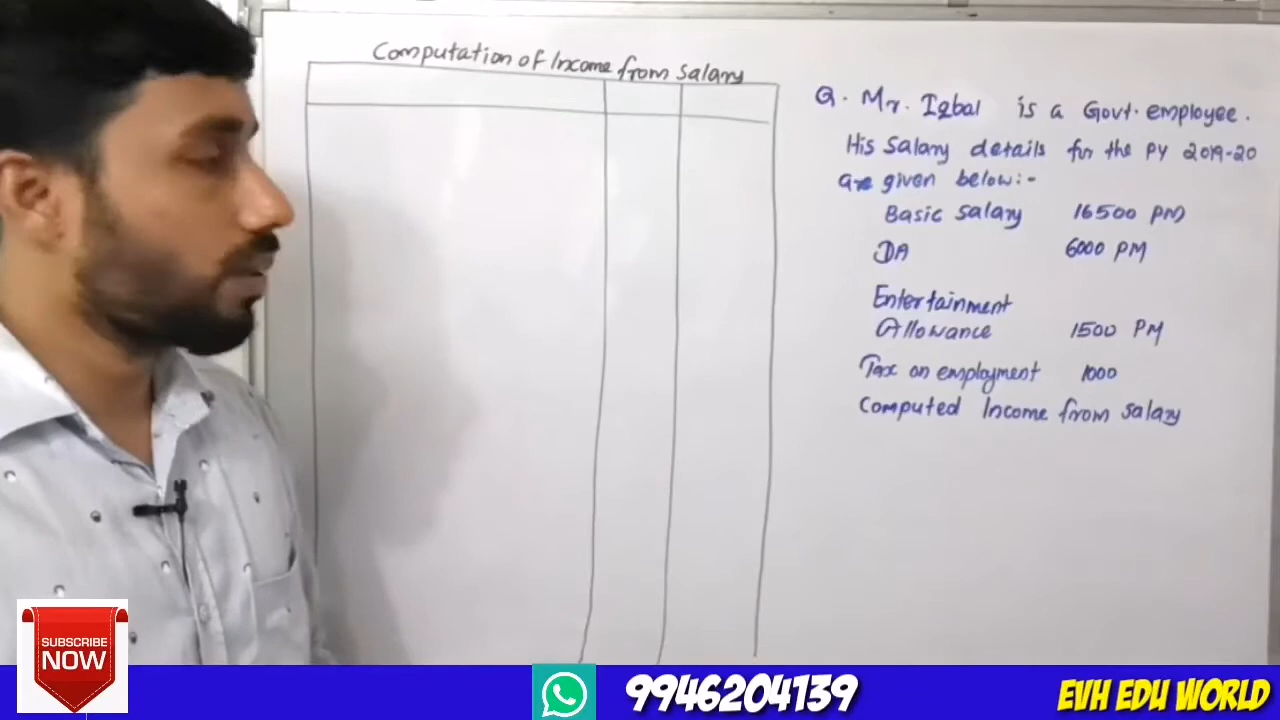 Computation of Income from Salary
Q. Mr. Iqbal is a Govt. employee.
His Salary details for the PY 2019-20
are given below:-
Basic Salary 16500 PM
DA 6000 PM
Entertainment
Allowance 1500 PM
Tax on employment 1000
Computed Income from Salary
SUBSCRIBE
NOW
9946204139
EVH EDU WORLD